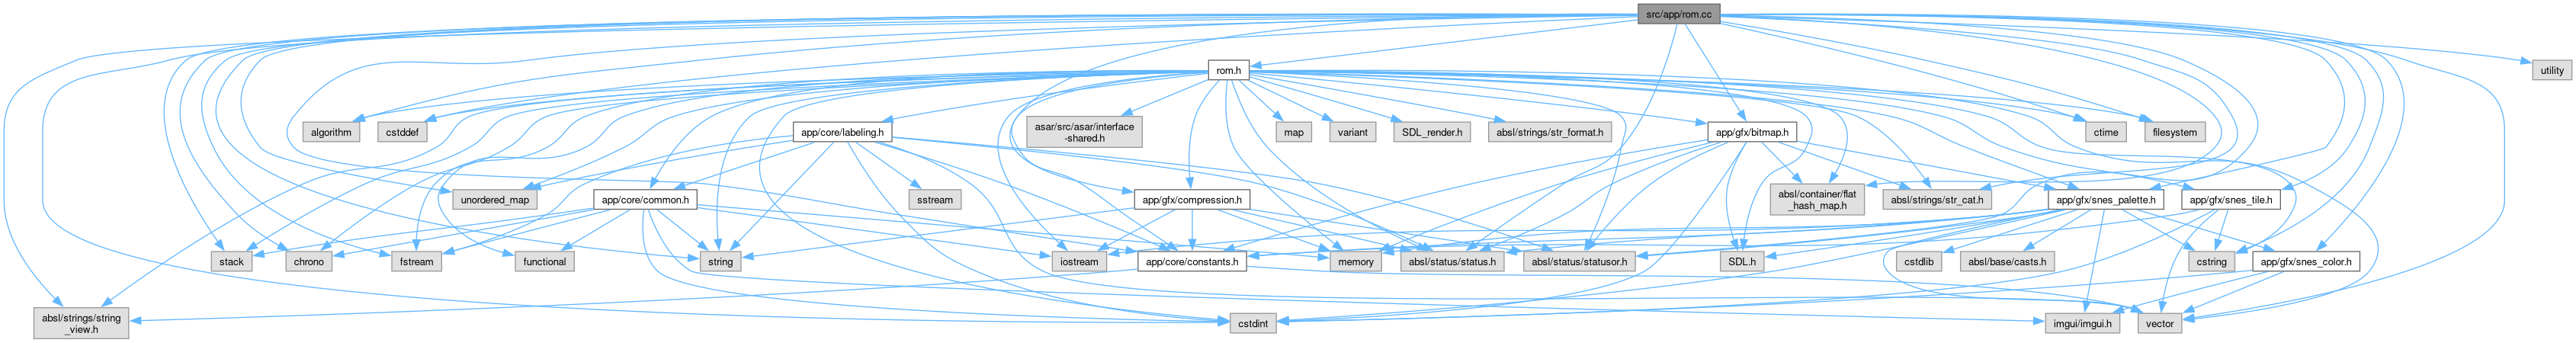 src/app/rom.cc
rom.h
utility
algorithm
cstddef
app/core/labeling.h
asar/src/asar/interface
-shared.h
map
variant
SDL_render.h
absl/strings/str_format.h
app/gfx/bitmap.h
ctime
filesystem
unordered_map
app/core/common.h
sstream
app/gfx/compression.h
absl/container/flat
_hash_map.h
absl/strings/str_cat.h
app/gfx/snes_palette.h
app/gfx/snes_tile.h
stack
chrono
fstream
functional
string
iostream
app/core/constants.h
memory
absl/status/status.h
absl/status/statusor.h
SDL.h
cstdlib
absl/base/casts.h
cstring
app/gfx/snes_color.h
absl/strings/string
_view.h
cstdint
imgui/imgui.h
vector